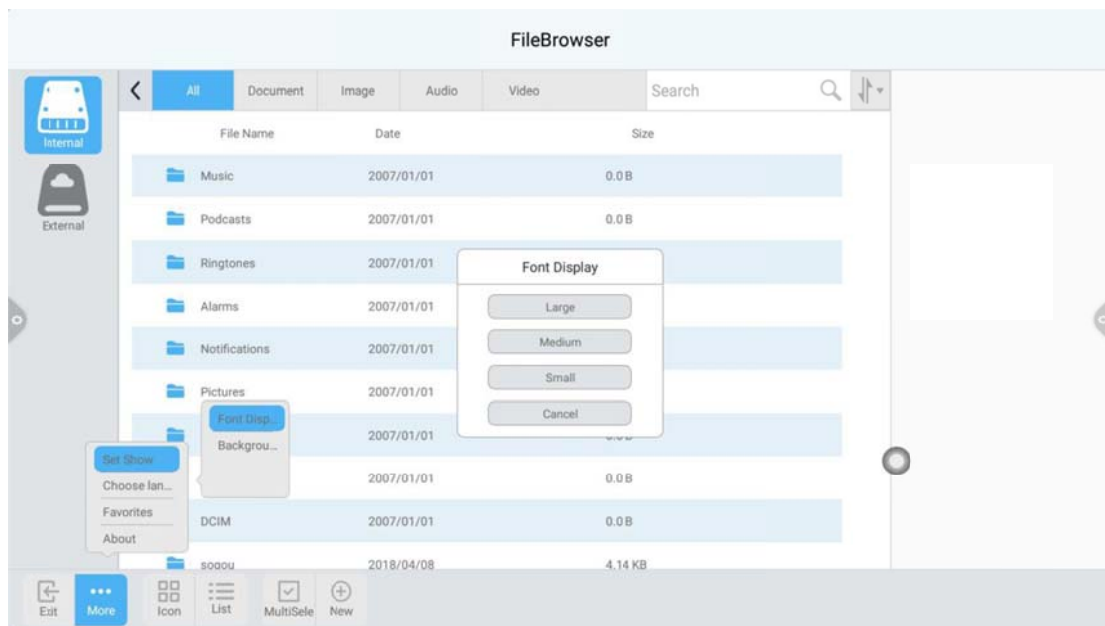 FileBrowser
Internal
External
All Document Image Audio Video Search
File Name Date Size
Music 2007/01/01 0.0 B
Podcasts 2007/01/01 0.0 B
Ringtones 2007/01/01
Alarms 2007/01/01
Notifications 2007/01/01
Pictures 2007/01/01
2007/01/01
2007/01/01 0.0 B
DCIM 2007/01/01 0.0 B
sogou 2018/04/08 4.14 KB
Font Display
Large
Medium
Small
Cancel
Font Disp...
Backgrou...
Set Show
Choose lan...
Favorites
About
Exit More Icon List MultiSele New